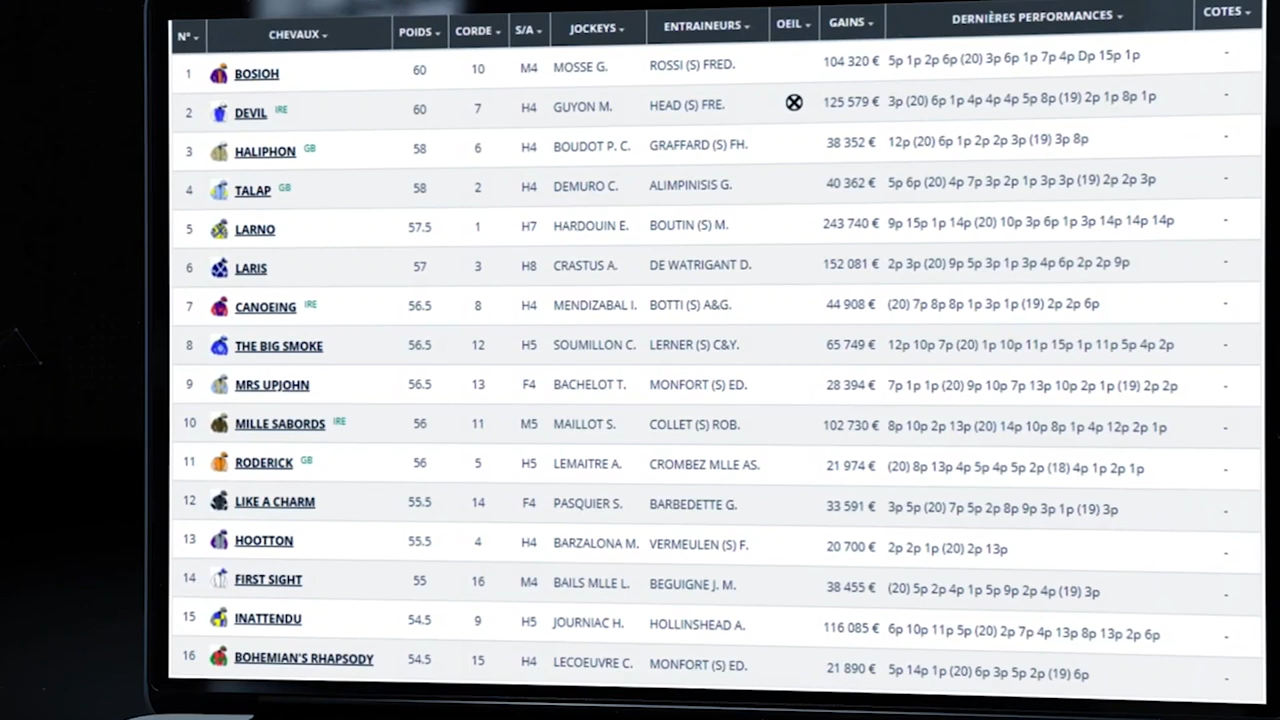 N° CHEVAUX POIDS CORDE S/A JOCKEYS ENTRAINEURS OEIL GAINS DERNIÈRES PERFORMANCES COTES
1 BOSIOH 60 10 M4 MOSSE G. ROSSI (S) FRED. 104 320 € 5p 1p 2p 6p (20) 3p 6p 1p 7p 4p Dp 15p 1p -
2 DEVIL IRE 60 7 H4 GUYON M. HEAD (S) FRE. 125 579 € 3p (20) 6p 1p 4p 4p 4p 5p 8p (19) 2p 1p 8p 1p -
3 HALIPHON GB 58 6 H4 BOUDOT P. C. GRAFFARD (S) FH. 38 352 € 12p (20) 6p 1p 2p 2p 3p (19) 3p 8p -
4 TALAP GB 58 2 H4 DEMURO C. ALIMPINISIS G. 40 362 € 5p 6p (20) 4p 7p 3p 2p 1p 3p 3p (19) 2p 2p 3p -
5 LARNO 57.5 1 H7 HARDOUIN E. BOUTIN (S) M. 243 740 € 9p 15p 1p 14p (20) 10p 3p 6p 1p 3p 14p 14p 14p -
6 LARIS 57 3 H8 CRASTUS A. DE WATRIGANT D. 152 081 € 2p 3p (20) 9p 5p 3p 1p 3p 4p 6p 2p 2p 9p -
7 CANOEING IRE 56.5 8 H4 MENDIZABAL I. BOTTI (S) A&G. 44 908 € (20) 7p 8p 8p 1p 3p 1p (19) 2p 2p 6p -
8 THE BIG SMOKE 56.5 12 H5 SOUMILLON C. LERNER (S) C&Y. 65 749 € 12p 10p 7p (20) 1p 10p 11p 15p 1p 11p 5p 4p 2p -
9 MRS UPJOHN 56.5 13 F4 BACHELOT T. MONFORT (S) ED. 28 394 € 7p 1p 1p (20) 9p 10p 7p 13p 10p 2p 1p (19) 2p 2p -
10 MILLE SABORDS IRE 56 11 M5 MAILLOT S. COLLET (S) ROB. 102 730 € 8p 10p 2p 13p (20) 14p 10p 8p 1p 4p 12p 2p 1p -
11 RODERICK GB 56 5 H5 LEMAITRE A. CROMBEZ MLLE AS. 21 974 € (20) 8p 13p 4p 5p 4p 5p 2p (18) 4p 1p 2p 1p -
12 LIKE A CHARM 55.5 14 F4 PASQUIER S. BARBEDETTE G. 33 591 € 3p 5p (20) 7p 5p 2p 8p 9p 3p 1p (19) 3p -
13 HOOTTON 55.5 4 H4 BARZALONA M. VERMEULEN (S) F. 20 700 € 2p 2p 1p (20) 2p 13p -
14 FIRST SIGHT 55 16 M4 BAILS MLLE L. BEGUIGNE J. M. 38 455 € (20) 5p 2p 4p 1p 5p 9p 2p 4p (19) 3p -
15 INATTENDU 54.5 9 H5 JOURNIAC H. HOLLINSHEAD A. 116 085 € 6p 10p 11p 5p (20) 2p 7p 4p 13p 8p 13p 2p 6p -
16 BOHEMIAN'S RHAPSODY 54.5 15 H4 LECOEUVRE C. MONFORT (S) ED. 21 890 € 5p 14p 1p (20) 6p 3p 5p 2p (19) 6p -